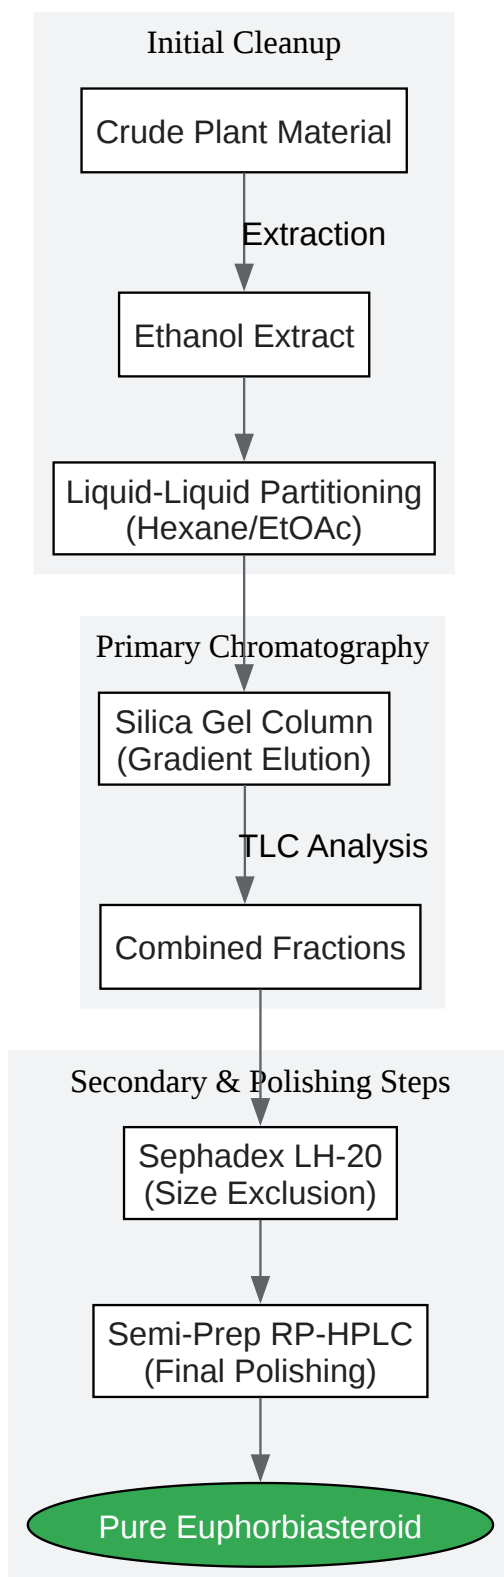 Initial Cleanup
Crude Plant Material
Extraction
Ethanol Extract
Liquid-Liquid Partitioning
(Hexane/EtOAc)
Primary Chromatography
Silica Gel Column
(Gradient Elution)
TLC Analysis
Combined Fractions
Secondary & Polishing Steps
Sephadex LH-20
(Size Exclusion)
Semi-Prep RP-HPLC
(Final Polishing)
Pure Euphorbiasteroid